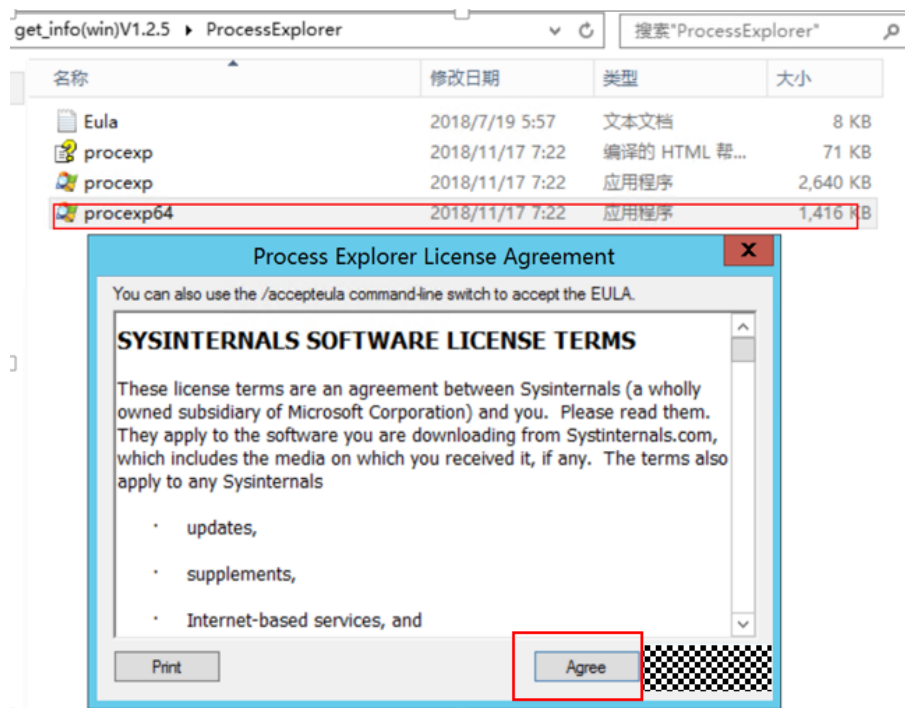 get_info(win)V1.2.5 ProcessExplorer 搜索"ProcessExplorer"
名称 修改日期 类型 大小
Eula 2018/7/19 5:57 文本文档 8 KB
procexp 2018/11/17 7:22 编译的 HTML 帮... 71 KB
procexp 2018/11/17 7:22 应用程序 2,640 KB
procexp64 2018/11/17 7:22 应用程序 1,416 KB
Process Explorer License Agreement
You can also use the /accepteula command-line switch to accept the EULA.
SYSINTERNALS SOFTWARE LICENSE TERMS
These license terms are an agreement between Sysinternals (a wholly
owned subsidiary of Microsoft Corporation) and you. Please read them.
They apply to the software you are downloading from Systinternals.com,
which includes the media on which you received it, if any. The terms also
apply to any Sysinternals
· updates,
· supplements,
· Internet-based services, and
Print Agree